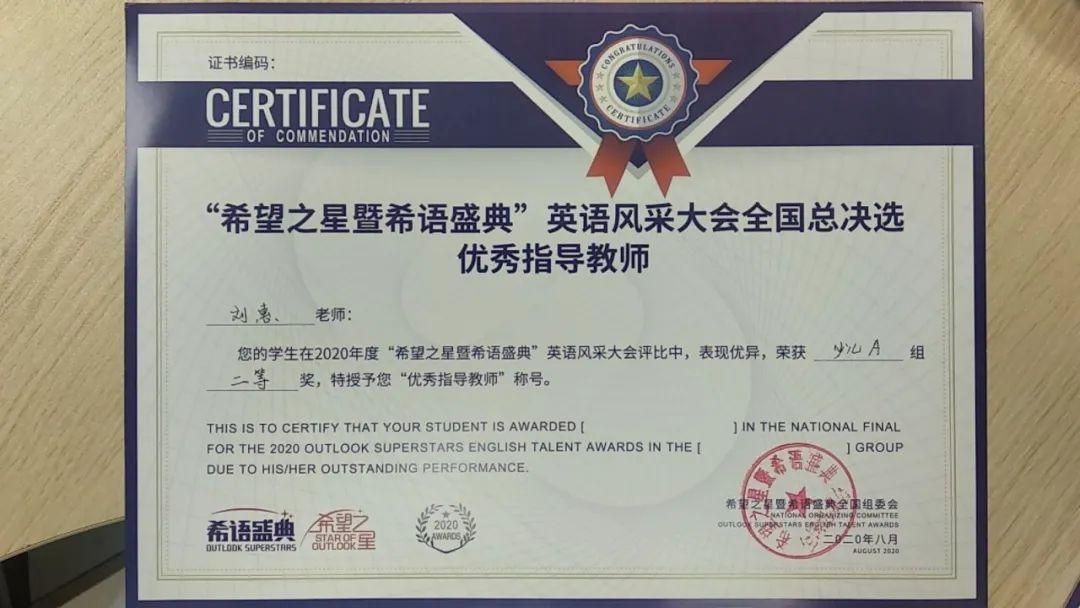 证书编码：
CONGRATULATIONS
CERTIFICATE
CERTIFICATE
OF COMMENDATION
“希望之星暨希语盛典”英语风采大会全国总决选
优秀指导教师
刘惠、老师：
您的学生在2020年度“希望之星暨希语盛典”英语风采大会评比中，表现优异，荣获 少儿A 组
二等奖，特授予您“优秀指导教师”称号。
THIS IS TO CERTIFY THAT YOUR STUDENT IS AWARDED [ ] IN THE NATIONAL FINAL
FOR THE 2020 OUTLOOK SUPERSTARS ENGLISH TALENT AWARDS IN THE [ ] GROUP
DUE TO HIS/HER OUTSTANDING PERFORMANCE.
希语盛典
OUTLOOK SUPERSTARS
希望之星
STAR OF OUTLOOK
2020
AWARDS
希望之星暨希语盛典全国组委会
NATIONAL ORGANIZING COMMITTEE
OUTLOOK SUPERSTARS ENGLISH TALENT AWARDS
二〇二〇年八月
AUGUST 2020